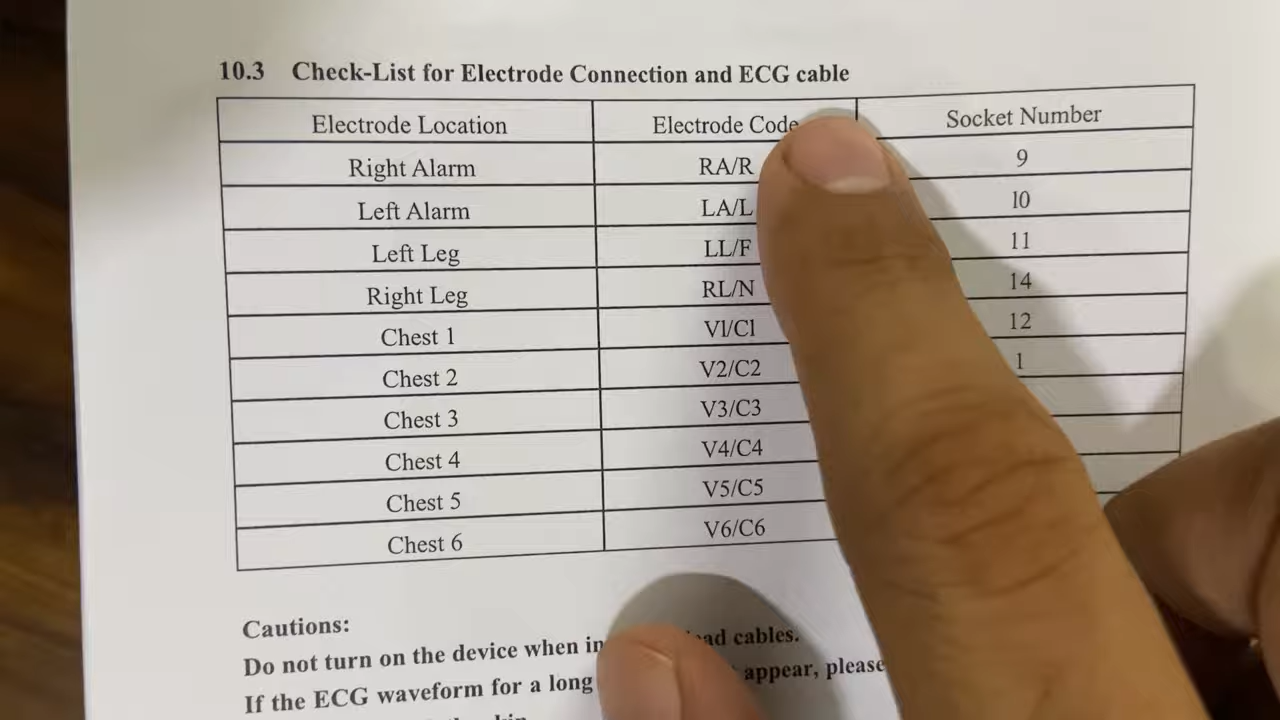 10.3 Check-List for Electrode Connection and ECG cable
Electrode Location Electrode Code Socket Number
Right Alarm RA/R 9
Left Alarm LA/L 10
Left Leg LL/F 11
Right Leg RL/N 14
Chest 1 V1/C1 12
Chest 2 V2/C2 1
Chest 3 V3/C3
Chest 4 V4/C4
Chest 5 V5/C5
Chest 6 V6/C6
Cautions:
Do not turn on the device when cables.
If the ECG waveform for a long appear, please